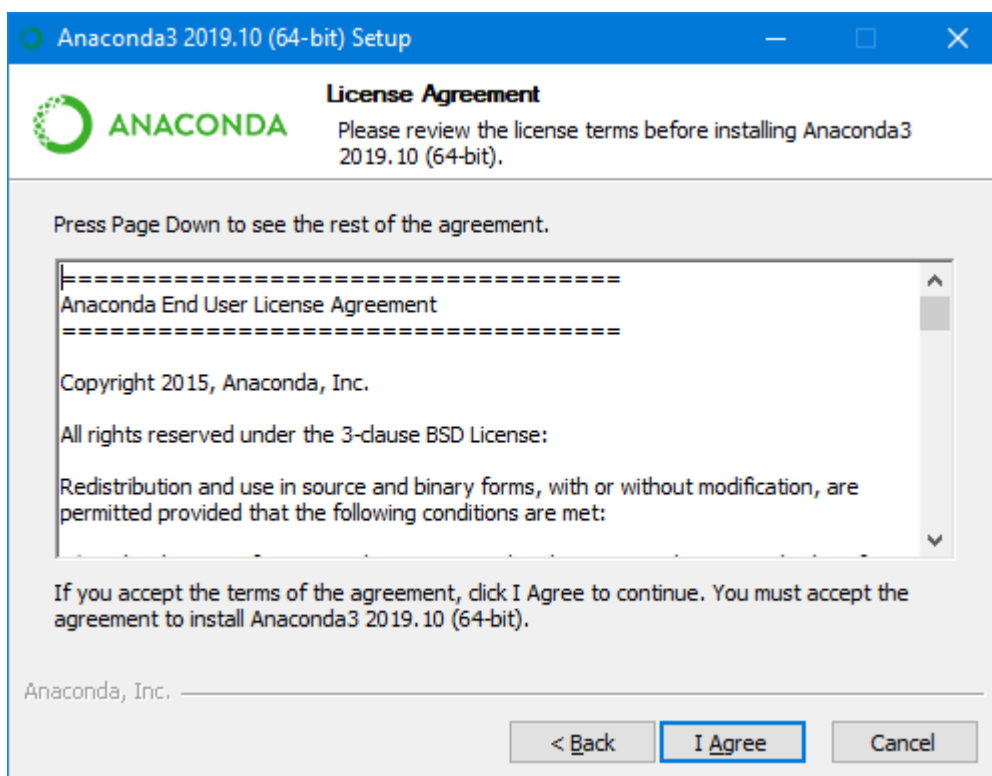 Anaconda3 2019.10 (64-bit) Setup
ANACONDA
License Agreement
Please review the license terms before installing Anaconda3
2019.10 (64-bit).
Press Page Down to see the rest of the agreement.
===================================
Anaconda End User License Agreement
===================================
Copyright 2015, Anaconda, Inc.
All rights reserved under the 3-clause BSD License:
Redistribution and use in source and binary forms, with or without modification, are
permitted provided that the following conditions are met:
If you accept the terms of the agreement, click I Agree to continue. You must accept the
agreement to install Anaconda3 2019.10 (64-bit).
Anaconda, Inc.
< Back
I Agree
Cancel